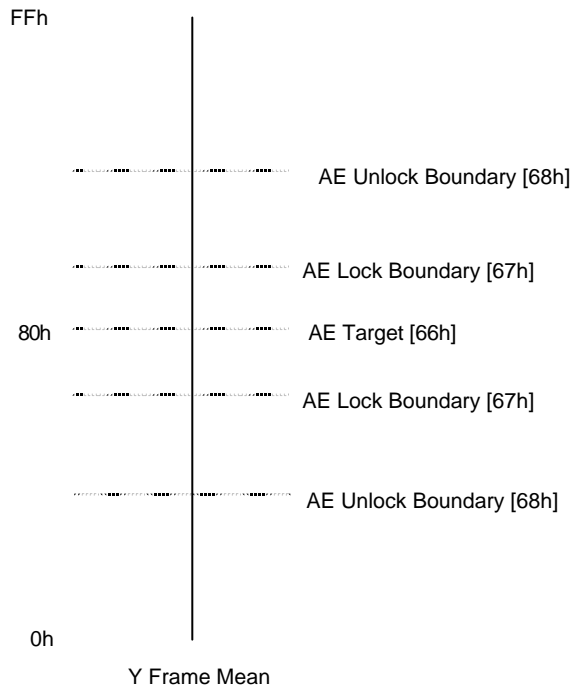 FFh
AE Unlock Boundary [68h]
AE Lock Boundary [67h]
80h
AE Target [66h]
AE Lock Boundary [67h]
AE Unlock Boundary [68h]
0h
Y Frame Mean